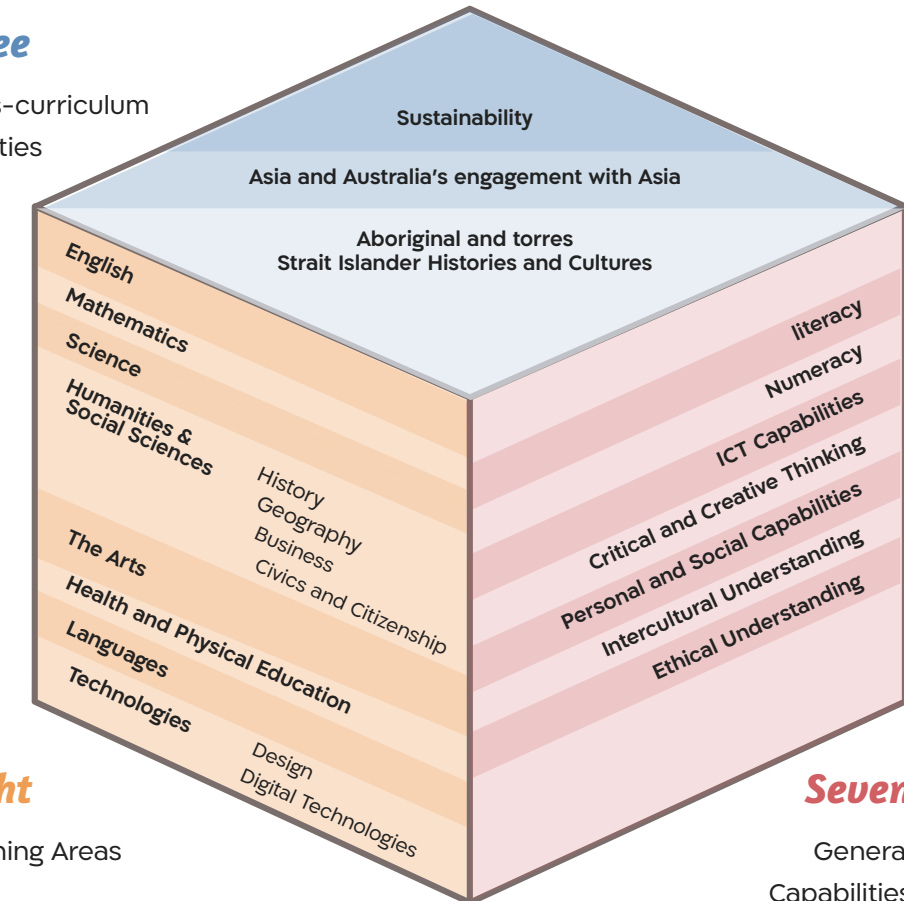 ee
s-curriculum
ties
Sustainability
Asia and Australia's engagement with Asia
Aboriginal and torres
Strait Islander Histories and Cultures
English
Mathematics
Science
Humanities &
Social Sciences
History
Geography
Business
Civics and Citizenship
The Arts
Health and Physical Education
Languages
Technologies
Design
Digital Technologies
literacy
Numeracy
ICT Capabilities
Critical and Creative Thinking
Personal and Social Capabilities
Intercultural Understanding
Ethical Understanding
ht
ning Areas
Seven
Genera
Capabilities